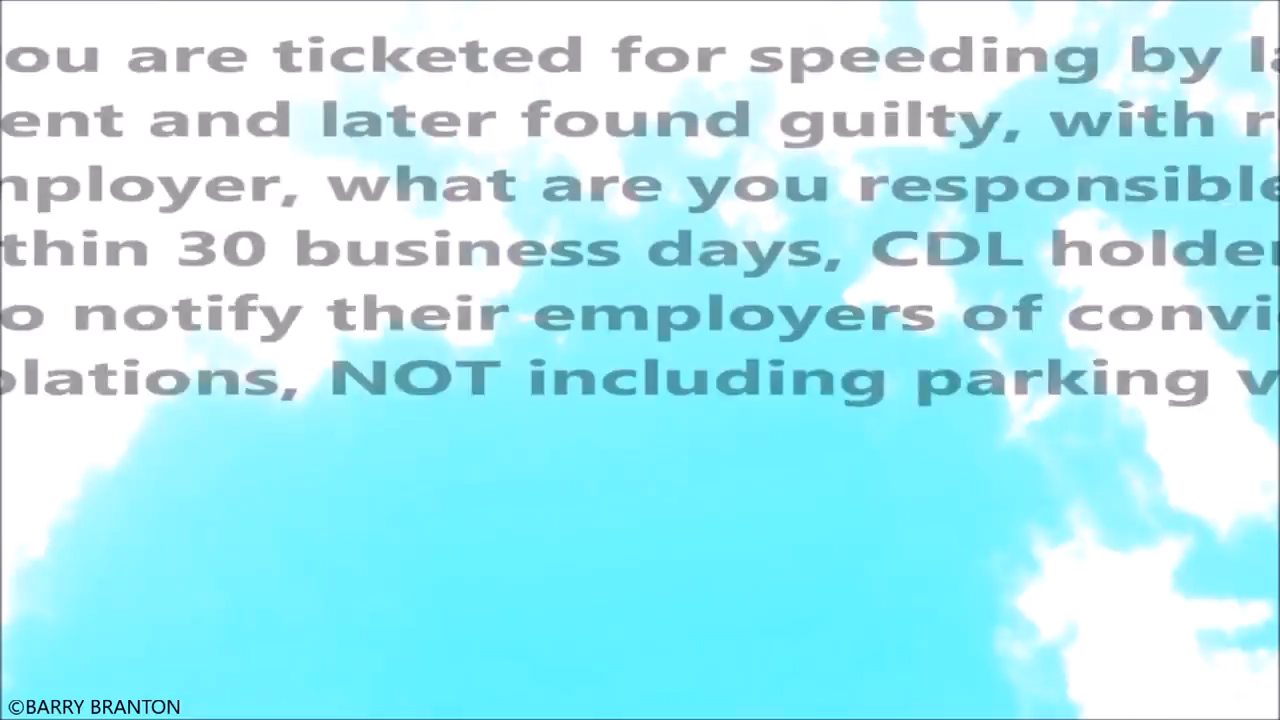 ou are ticketed for speeding by la
ent and later found guilty, with r
nployer, what are you responsible
thin 30 business days, CDL holder
o notify their employers of convi
olations, NOT including parking v
©BARRY BRANTON